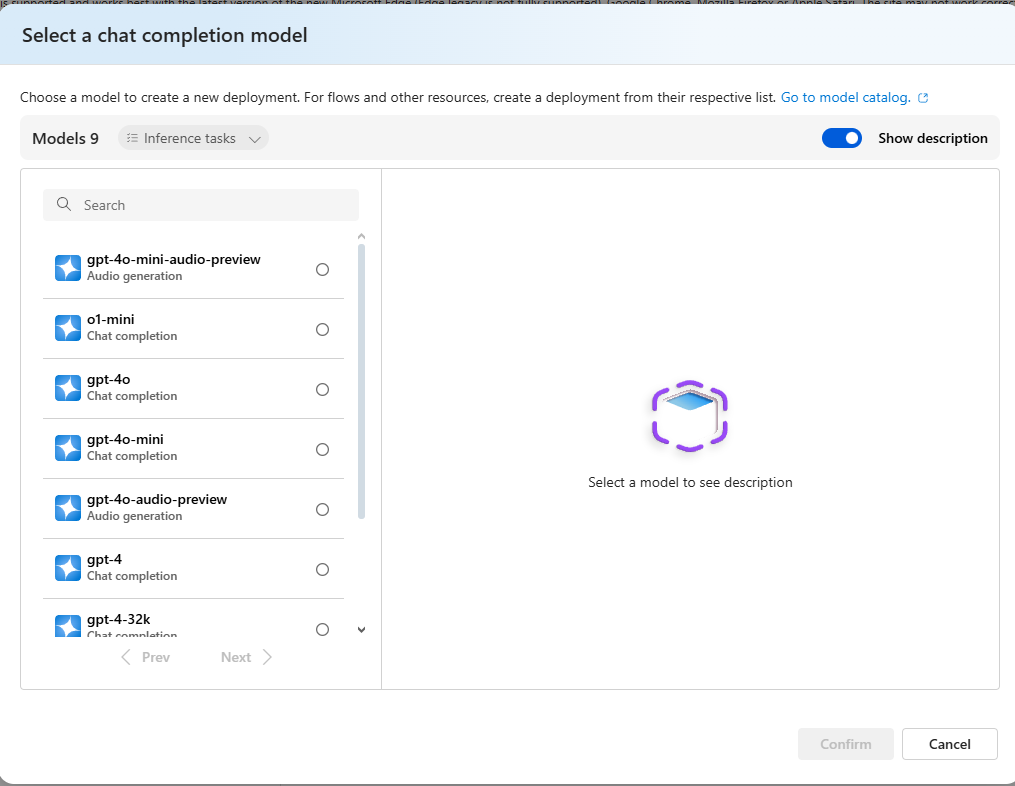 is supported and works best with the latest version of the new Microsoft Edge (Edge legacy is not fully supported), Google Chrome, Mozilla Firefox or Apple Safari. The site may not work correct
Select a chat completion model
Choose a model to create a new deployment. For flows and other resources, create a deployment from their respective list. Go to model catalog.
Models 9
Inference tasks
Show description
Search
gpt-4o-mini-audio-preview
Audio generation
o1-mini
Chat completion
gpt-4o
Chat completion
gpt-4o-mini
Chat completion
gpt-4o-audio-preview
Audio generation
gpt-4
Chat completion
gpt-4-32k
Chat completion
Prev
Next
Select a model to see description
Confirm
Cancel